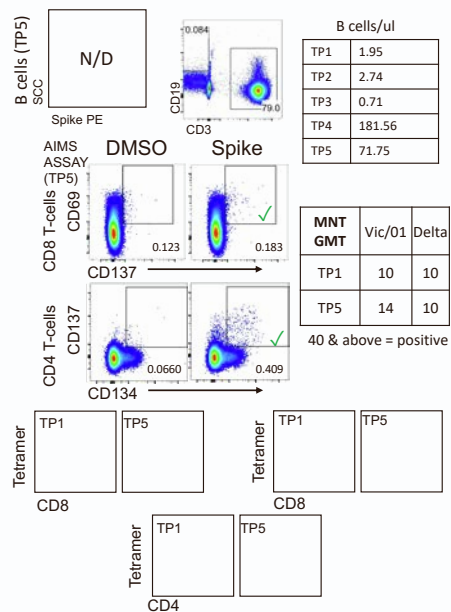 B cells (TP5)
SCC
N/D
Spike PE
0.084
79.0
CD19
CD3
B cells/ul
TP1 1.95
TP2 2.74
TP3 0.71
TP4 181.56
TP5 71.75
AIMS
ASSAY
(TP5)
DMSO Spike
CD8 T-cells
CD69
0.123 0.183
CD137
CD4 T-cells
CD137
0.0660 0.409
CD134
MNT
GMT Vic/01 Delta
TP1 10 10
TP5 14 10
40 & above = positive
Tetramer
TP1 TP5
CD8
Tetramer
TP1 TP5
CD8
Tetramer
TP1 TP5
CD4